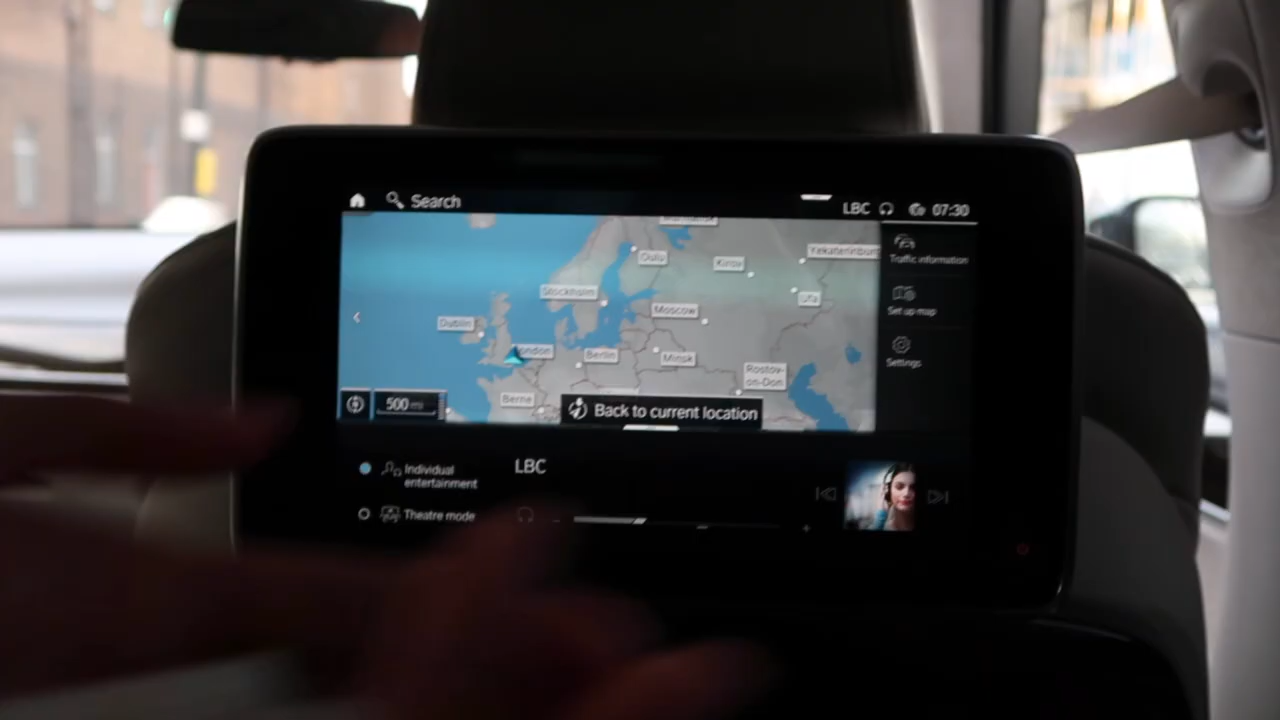 Search
LBC
07:30
Oulu
Kirov
Yekaterinburg
Traffic information
Stockholm
Ufa
Set up map
Dublin
Moscow
London
Berlin
Minsk
Rostov-
on-Don
Settings
500 mi
Berne
Back to current location
Individual
entertainment
LBC
Theatre mode